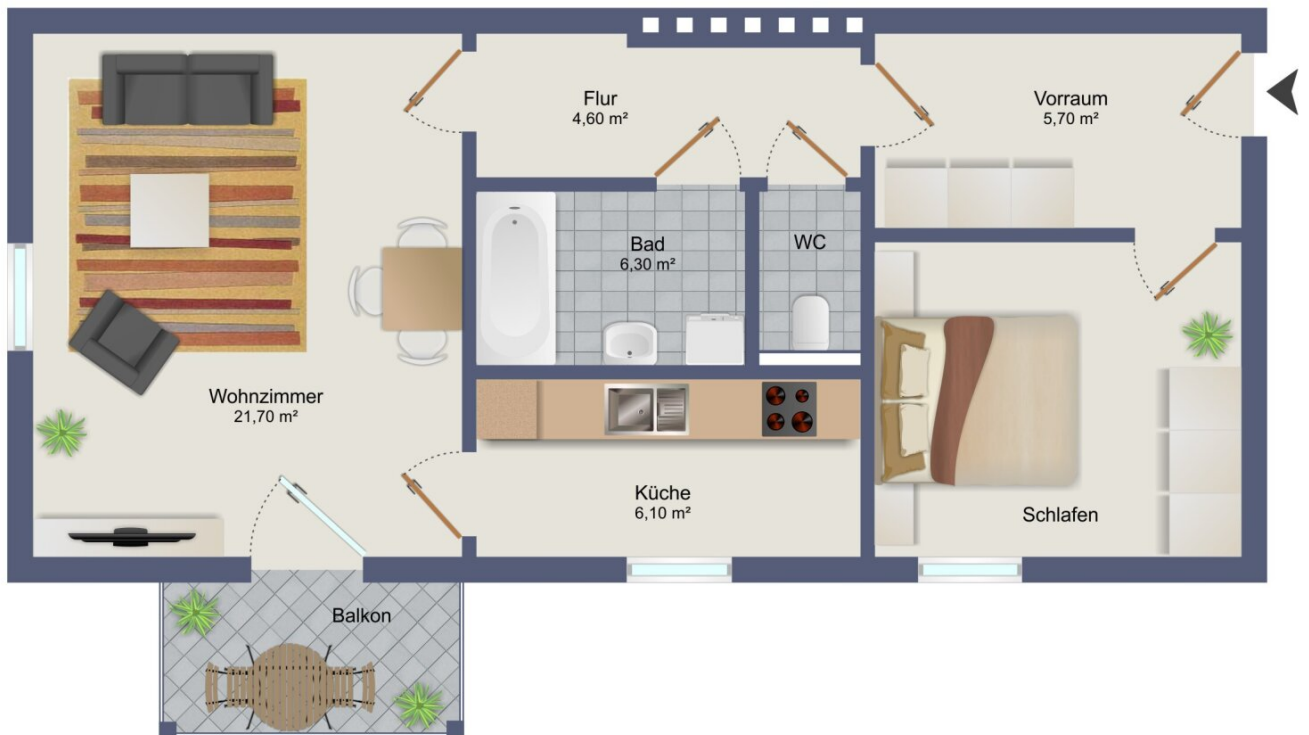 Flur
4,60 m²
Vorraum
5,70 m²
Bad
6,30 m²
WC
Wohnzimmer
21,70 m²
Küche
6,10 m²
Schlafen
Balkon